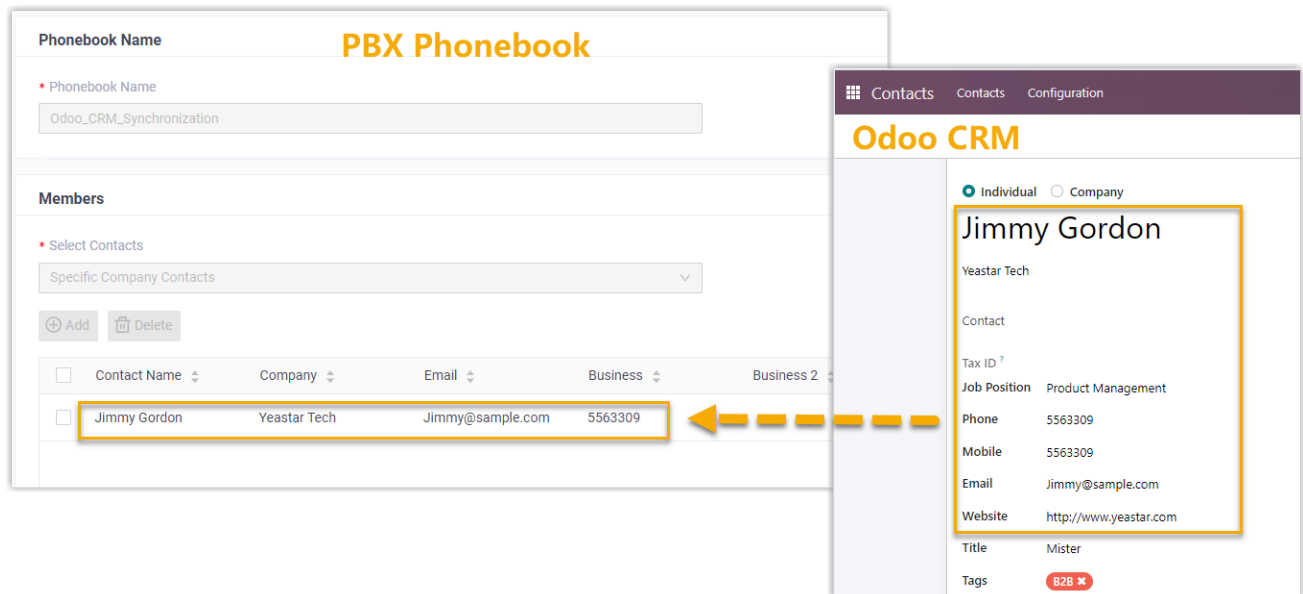 Phonebook Name
PBX Phonebook
* Phonebook Name
Odoo_CRM_Synchronization
Members
* Select Contacts
Specific Company Contacts
Add
Delete
Contact Name Company Email Business Business 2
Jimmy Gordon Yeastar Tech Jimmy@sample.com 5563309
Contacts Contacts Configuration
Odoo CRM
Individual Company
Jimmy Gordon
Yeastar Tech
Contact
Tax ID ?
Job Position Product Management
Phone 5563309
Mobile 5563309
Email Jimmy@sample.com
Website http://www.yeastar.com
Title Mister
Tags B2B ×